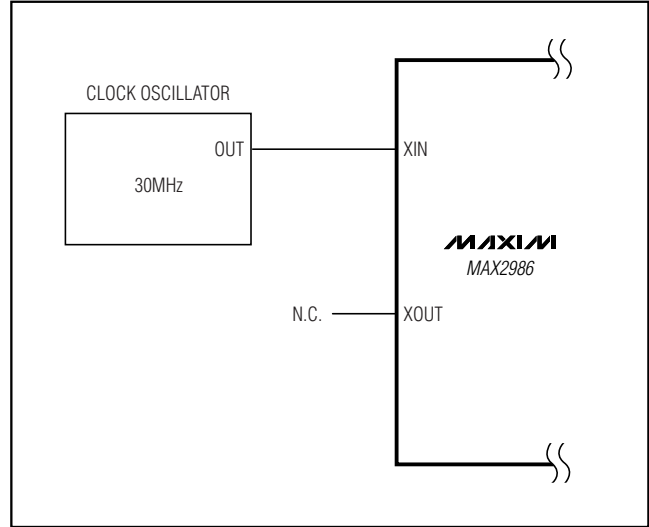 CLOCK OSCILLATOR
OUT
30MHz
XIN
MAXIM
MAX2986
N.C.
XOUT